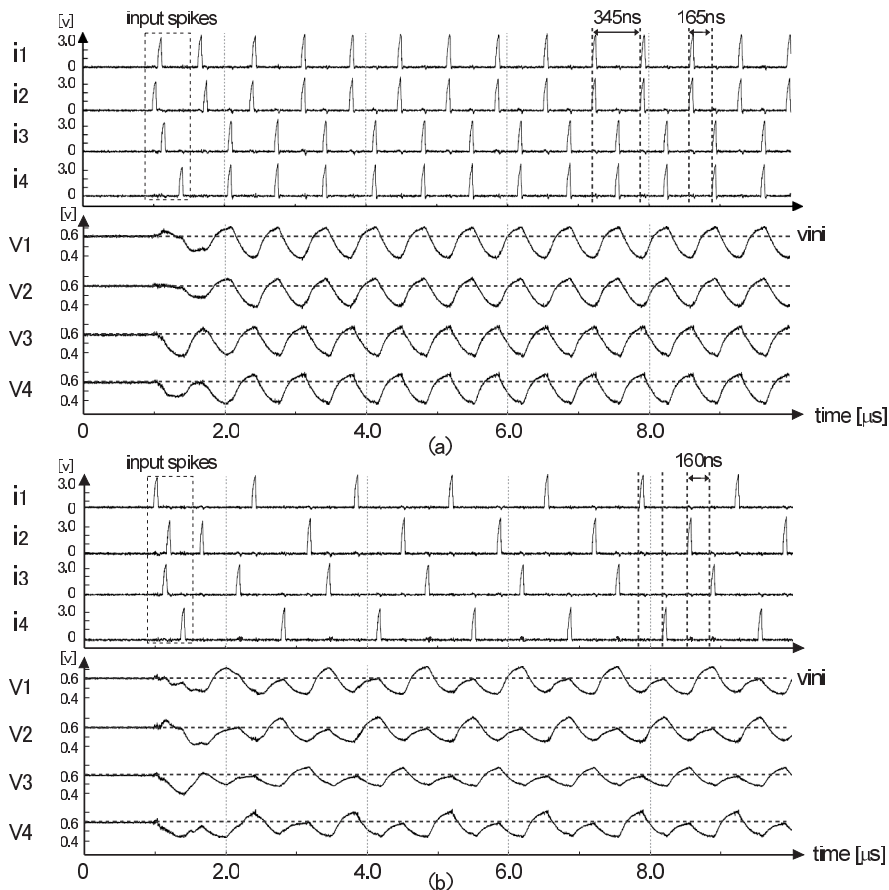 [v] input spikes 345ns 165ns
i1 3.0 0
i2 3.0 0
i3 3.0 0
i4 3.0 0
[v]
V1 0.6 0.4 vini
V2 0.6 0.4
V3 0.6 0.4
V4 0.6 0.4
0 2.0 4.0 6.0 8.0 time [μs]
(a)
[v] input spikes 160ns
i1 3.0 0
i2 3.0 0
i3 3.0 0
i4 3.0 0
[v]
V1 0.6 0.4 vini
V2 0.6 0.4
V3 0.6 0.4
V4 0.6 0.4
0 2.0 4.0 6.0 8.0 time [μs]
(b)